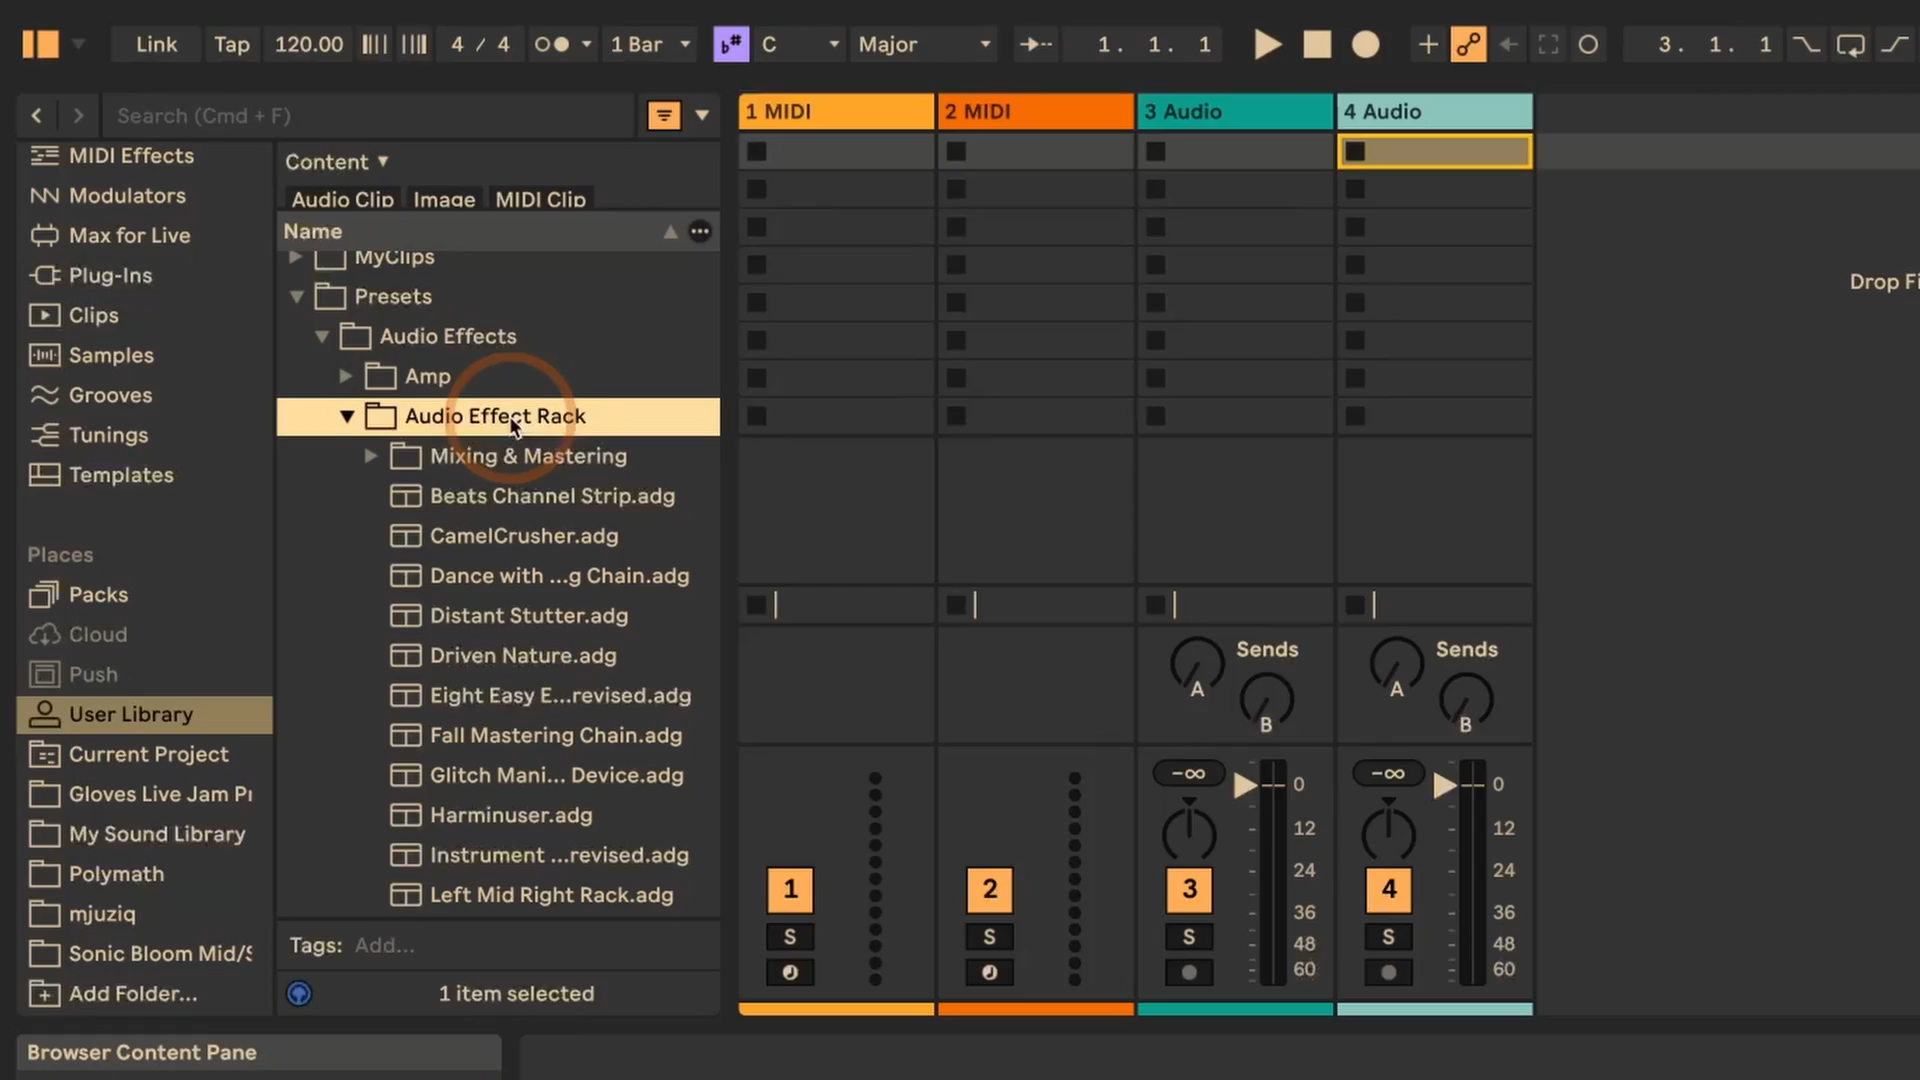 Link Tap 120.00 4 / 4 1 Bar C Major 1. 1. 1 3. 1. 1
Search (Cmd + F)
MIDI Effects
Modulators
Max for Live
Plug-Ins
Clips
Samples
Grooves
Tunings
Templates
Places
Packs
Cloud
Push
User Library
Current Project
Gloves Live Jam Pr
My Sound Library
Polymath
mjuziq
Sonic Bloom Mid/S
Add Folder...
Content
Audio Clip Image MIDI Clip
Name
MyClips
Presets
Audio Effects
Amp
Audio Effect Rack
Mixing & Mastering
Beats Channel Strip.adg
CamelCrusher.adg
Dance with ...g Chain.adg
Distant Stutter.adg
Driven Nature.adg
Eight Easy E...revised.adg
Fall Mastering Chain.adg
Glitch Mani... Device.adg
Harminuser.adg
Instrument ...revised.adg
Left Mid Right Rack.adg
Tags: Add...
1 item selected
1 MIDI 2 MIDI 3 Audio 4 Audio
Drop Fi
Sends Sends
A A
B B
-∞ 0 -∞ 0
12 12
24 24
1 2 3 4
36 36
S S S S
48 48
60 60
Browser Content Pane